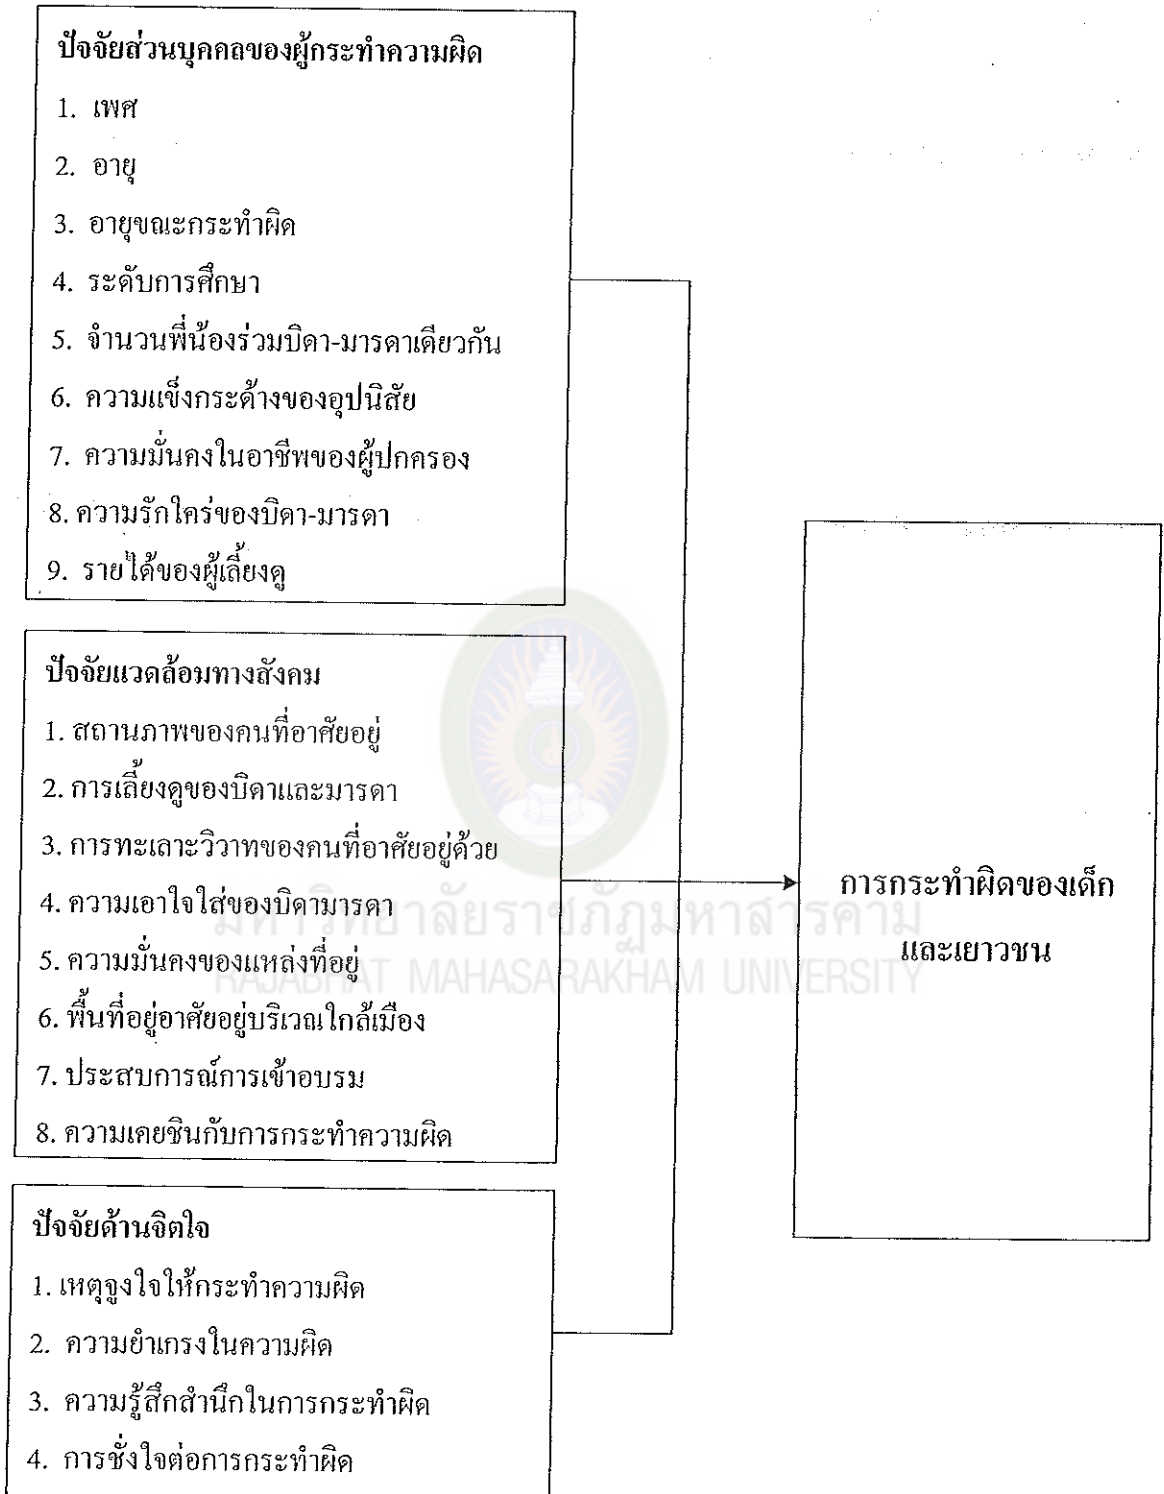 ปัจจัยส่วนบุคคลของผู้กระทำความผิด
1. เพศ
2. อายุ
3. อายุขณะกระทำผิด
4. ระดับการศึกษา
5. จำนวนพี่น้องร่วมบิดา-มารดาเดียวกัน
6. ความแข็งกระด้างของอุปนิสัย
7. ความมั่นคงในอาชีพของผู้ปกครอง
8. ความรักใคร่ของบิดา-มารดา
9. รายได้ของผู้เลี้ยงดู
ปัจจัยแวดล้อมทางสังคม
1. สถานภาพของคนที่อาศัยอยู่
2. การเลี้ยงดูของบิดาและมารดา
3. การทะเลาะวิวาทของคนที่อาศัยอยู่ด้วย
4. ความเอาใจใส่ของบิดามารดา
5. ความมั่นคงของแหล่งที่อยู่
6. พื้นที่อยู่อาศัยอยู่บริเวณใกล้เมือง
7. ประสบการณ์การเข้าอบรม
8. ความเคยชินกับการกระทำความผิด
ปัจจัยด้านจิตใจ
1. เหตุจูงใจให้กระทำความผิด
2. ความยำเกรงในความผิด
3. ความรู้สึกสำนึกในการกระทำผิด
4. การชั่งใจต่อการกระทำผิด
การกระทำผิดของเด็ก
และเยาวชน
มหาวิทยาลัยราชภัฏมหาสารคาม
RAJABHAT MAHASARAKHAM UNIVERSITY